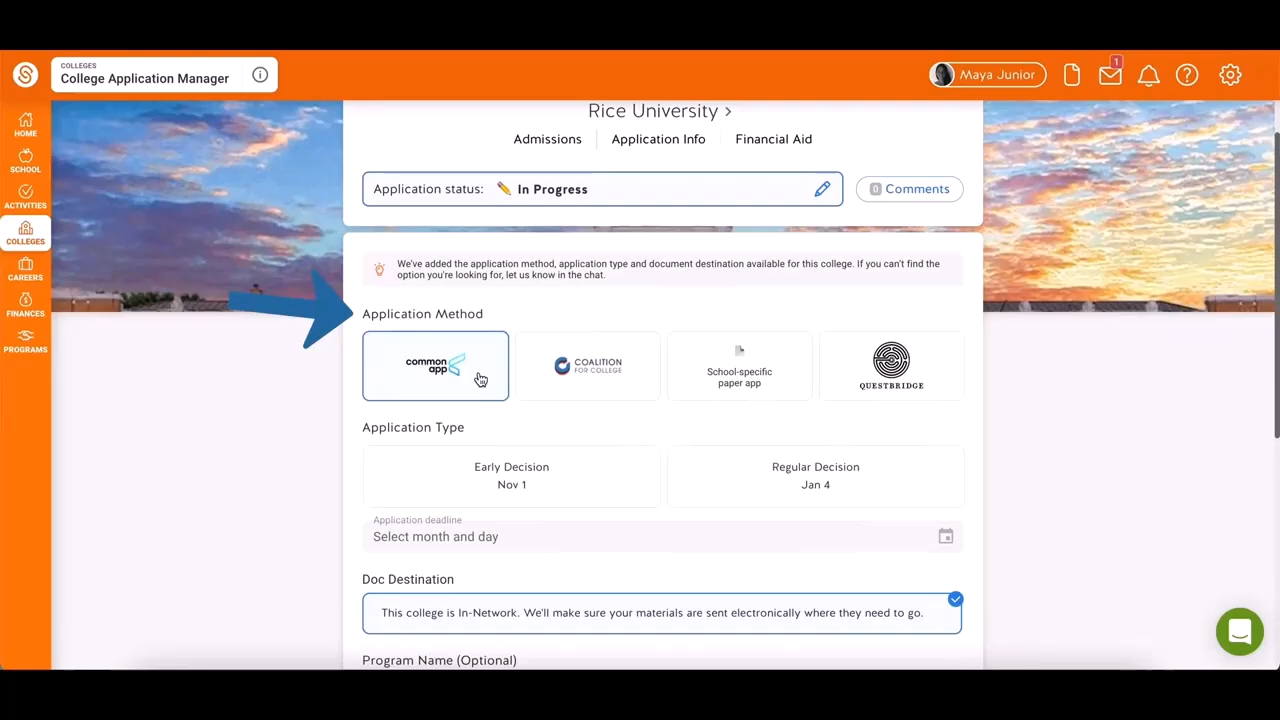 COLLEGES
College Application Manager
Maya Junior
1
HOME
SCHOOL
ACTIVITIES
COLLEGES
CAREERS
FINANCES
PROGRAMS
Rice University >
Admissions
Application Info
Financial Aid
Application status: In Progress
0 Comments
We've added the application method, application type and document destination available for this college. If you can't find the
option you're looking for, let us know in the chat.
Application Method
common
app
COALITION
FOR COLLEGE
School-specific
paper app
QUESTBRIDGE
Application Type
Early Decision
Nov 1
Regular Decision
Jan 4
Application deadline
Select month and day
Doc Destination
This college is In-Network. We'll make sure your materials are sent electronically where they need to go.
Program Name (Optional)